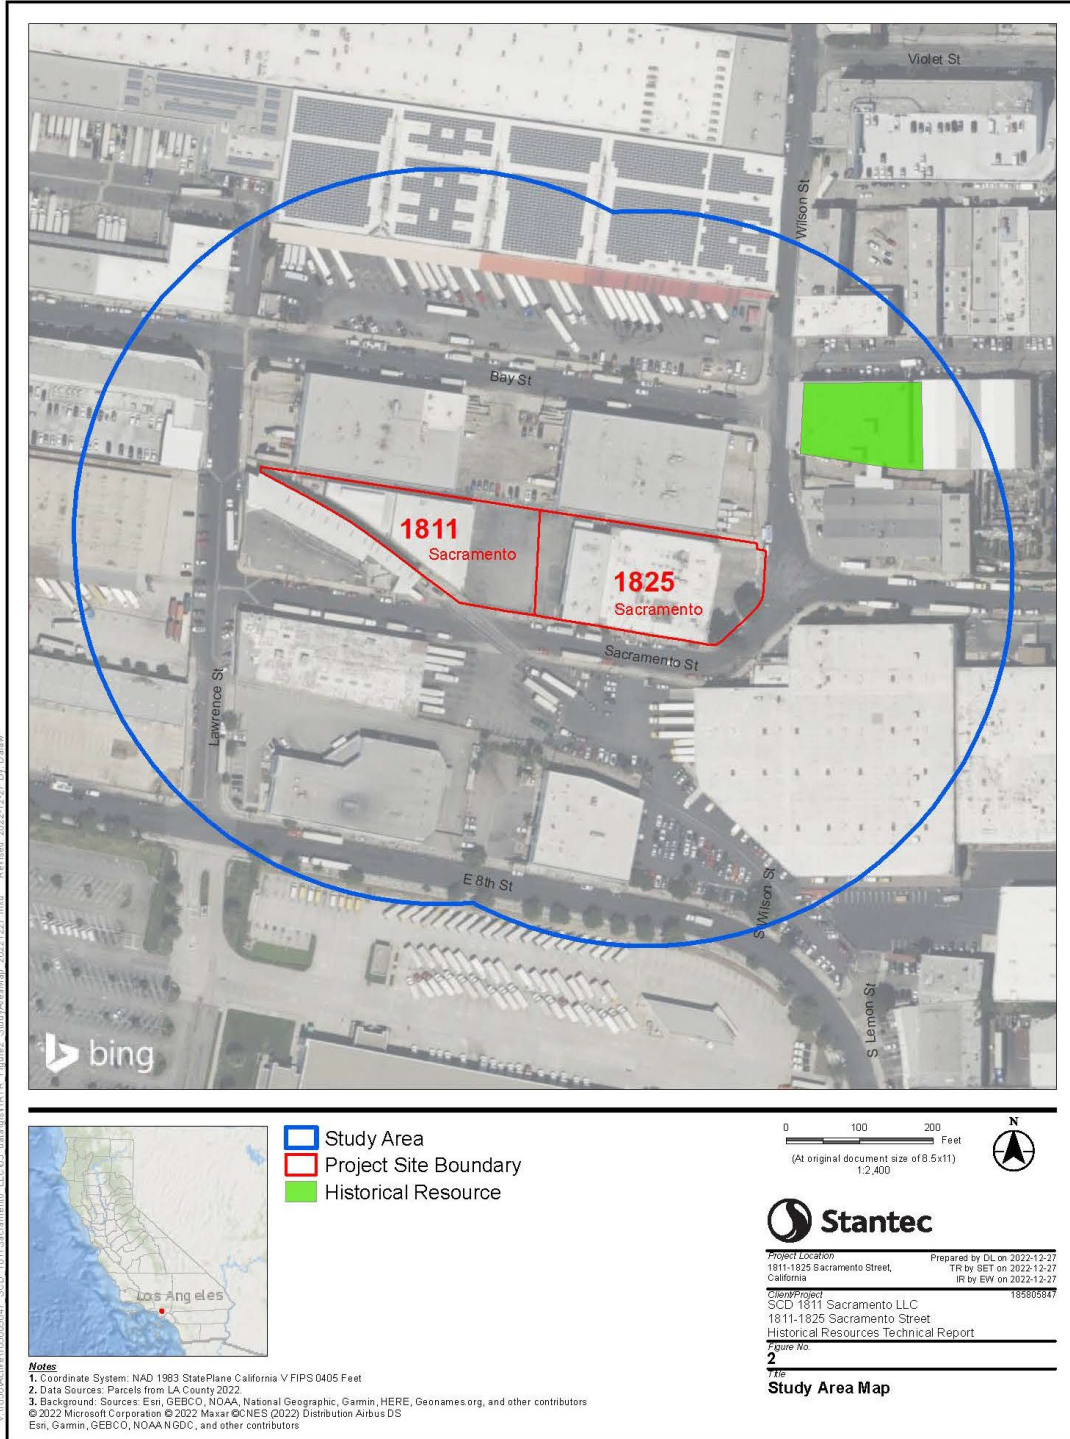 Violet St
Wilson St
Bay St
1811
Sacramento
1825
Sacramento
Sacramento St
Lawrence St
E 8th St
S Wilson St
S Lemon St
bing
Study Area
Project Site Boundary
Historical Resource
Los Angeles
0 100 200
Feet
(At original document size of 8.5x11)
1:2,400
N
Stantec
Project Location
1811-1825 Sacramento Street,
California
Prepared by DL on 2022-12-27
TR by SET on 2022-12-27
IR by EW on 2022-12-27
Client/Project 185805847
SCD 1811 Sacramento LLC
1811-1825 Sacramento Street
Historical Resources Technical Report
Figure No.
2
Title
Study Area Map
Notes
1. Coordinate System: NAD 1983 StatePlane California V FIPS 0405 Feet
2. Data Sources: Parcels from LA County 2022.
3. Background: Sources: Esri, GEBCO, NOAA, National Geographic, Garmin, HERE, Geonames.org, and other contributors
© 2022 Microsoft Corporation © 2022 Maxar ©CNES (2022) Distribution Airbus DS
Esri, Garmin, GEBCO, NOAA NGDC, and other contributors